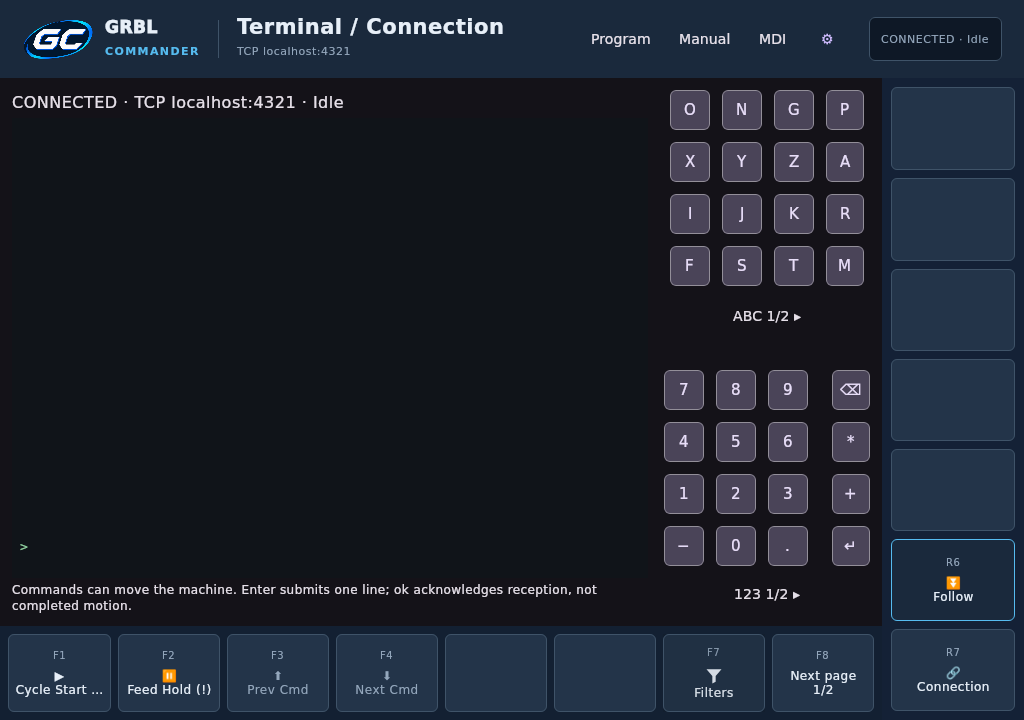 GC GRBL COMMANDER
Terminal / Connection
TCP localhost:4321
Program Manual MDI ⚙
CONNECTED · Idle
CONNECTED · TCP localhost:4321 · Idle
O N G P
X Y Z A
I J K R
F S T M
ABC 1/2 ▸
7 8 9 ⌫
4 5 6 *
1 2 3 +
− 0 . ↵
123 1/2 ▸
>
Commands can move the machine. Enter submits one line; ok acknowledges reception, not
completed motion.
R6
⏬
Follow
R7
🔗
Connection
F1
▶
Cycle Start ...
F2
⏸
Feed Hold (!)
F3
⬆
Prev Cmd
F4
⬇
Next Cmd
F7
Filters
F8
Next page
1/2